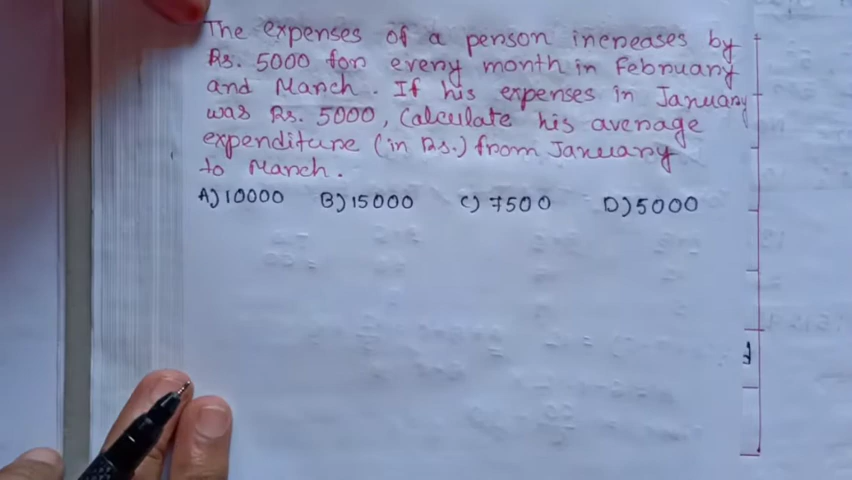 The expenses of a person increases by
Rs. 5000 for every month in February
and March. If his expenses in January
was Rs. 5000, Calculate his average
expenditure (in Rs.) from January
to March.
A) 10000 B) 15000 C) 7500 D) 5000